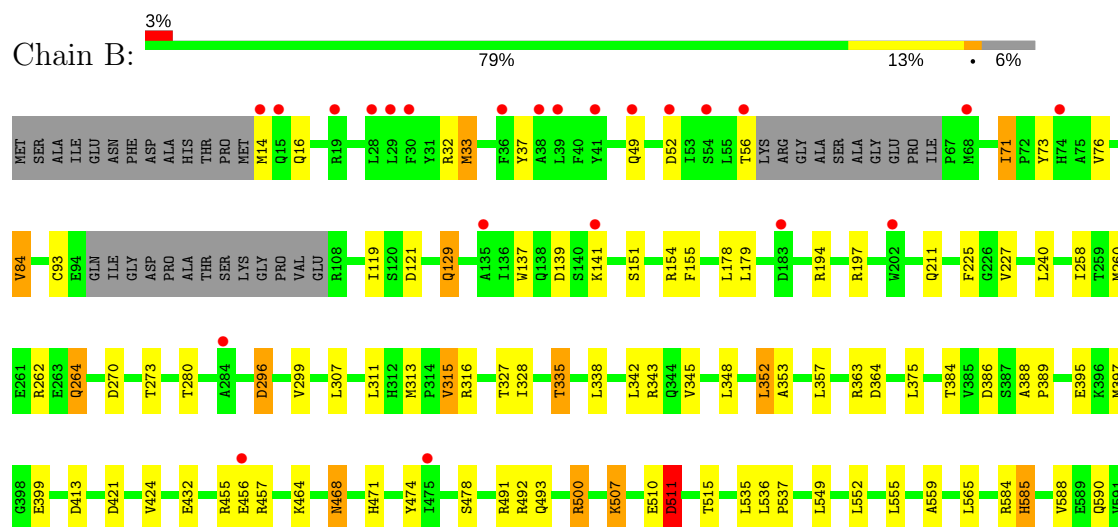 3%
Chain B:
79% 13% • 6%
MET SER ALA ILE GLU ASN PHE ASP ALA HIS THR PRO MET M14 Q15 Q16 R19 L28 L29 F30 Y31 R32 M33 F36 Y37 A38 L39 F40 Y41 Q49 D52 I53 S54 L55 T56 LYS ARG GLY ALA SER ALA GLY GLU PRO ILE P67 M68 I71 P72 Y73 H74 A75 V76
V84 C93 E94 GLN ILE GLY ASP PRO ALA THR SER LYS GLY PRO VAL GLU R108 I119 S120 D121 Q129 A135 I136 W137 Q138 D139 S140 K141 S151 R154 F155 L178 L179 D183 R194 R197 W202 Q211 F225 G226 V227 L240 I258 T259 M260
E261 R262 E263 Q264 D270 T273 T280 A284 D296 V299 L307 L311 H312 M313 P314 V315 R316 T327 I328 T335 L338 L342 R343 Q344 V345 L348 L352 A353 L357 R363 D364 L375 T384 V385 D386 S387 A388 P389 E395 K396
G398 E399 D413 D421 V424 E432 R455 E456 R457 K464 N468 H471 Y474 I475 S478 R491 R492 Q493 R500 K507 E510 D511 T515 L535 L536 P537 L549 L552 L555 A559 L565 R584 H585 V588 E589 Q590